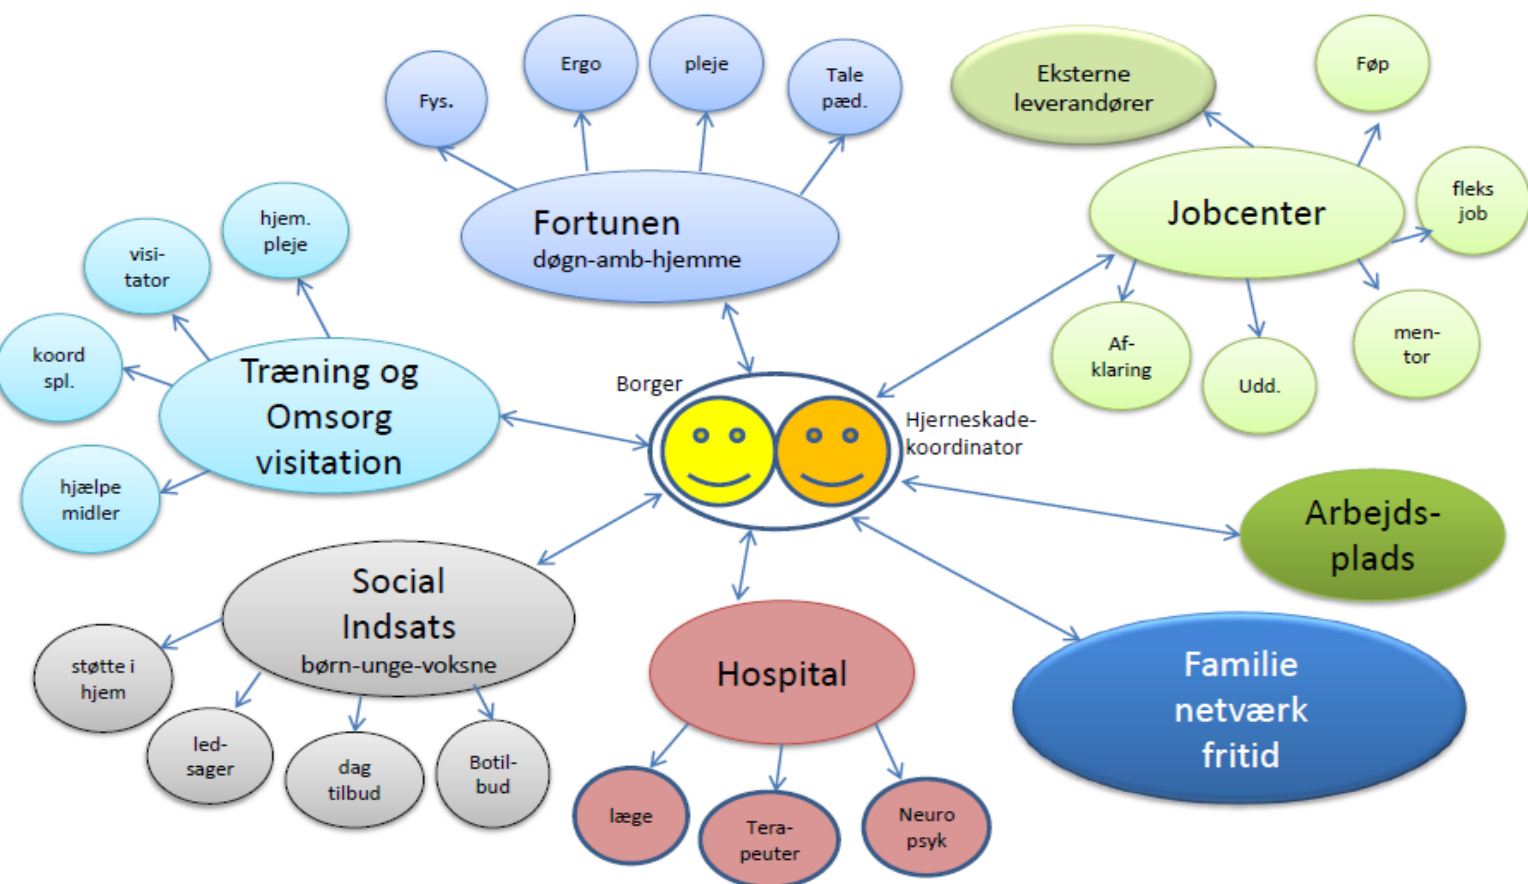 Fys.
Ergo
pleje
Tale
pæd.
Fortunen
døgn-amb-hjemme
Eksterne
leverandører
Føp
Jobcenter
fleks
job
men-
tor
Udd.
Af-
klaring
hjem.
pleje
visi-
tator
koord
spl.
hjælpe
midler
Træning og
Omsorg
visitation
Borger
Hjerneskade-
koordinator
Arbejds-
plads
Familie
netværk
fritid
Social
Indsats
børn-unge-voksne
støtte i
hjem
led-
sager
dag
tilbud
Botil-
bud
Hospital
læge
Tera-
peuter
Neuro
psyk